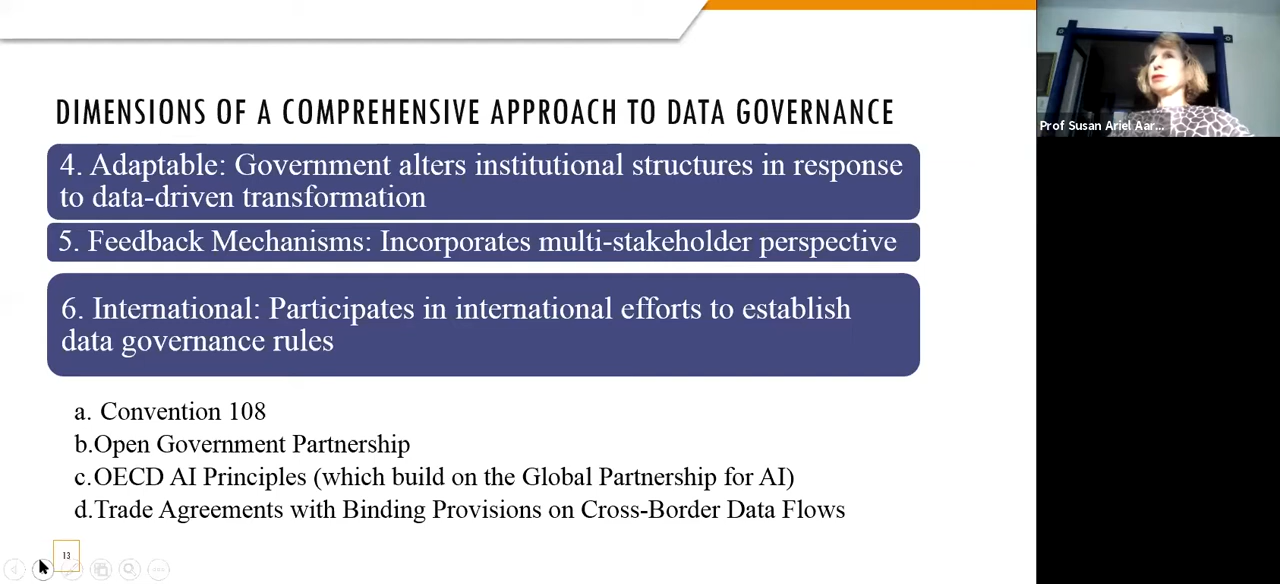 Prof Susan Ariel Aar...
DIMENSIONS OF A COMPREHENSIVE APPROACH TO DATA GOVERNANCE
4. Adaptable: Government alters institutional structures in response
to data-driven transformation
5. Feedback Mechanisms: Incorporates multi-stakeholder perspective
6. International: Participates in international efforts to establish
data governance rules
a. Convention 108
b.Open Government Partnership
c.OECD AI Principles (which build on the Global Partnership for AI)
d.Trade Agreements with Binding Provisions on Cross-Border Data Flows
13